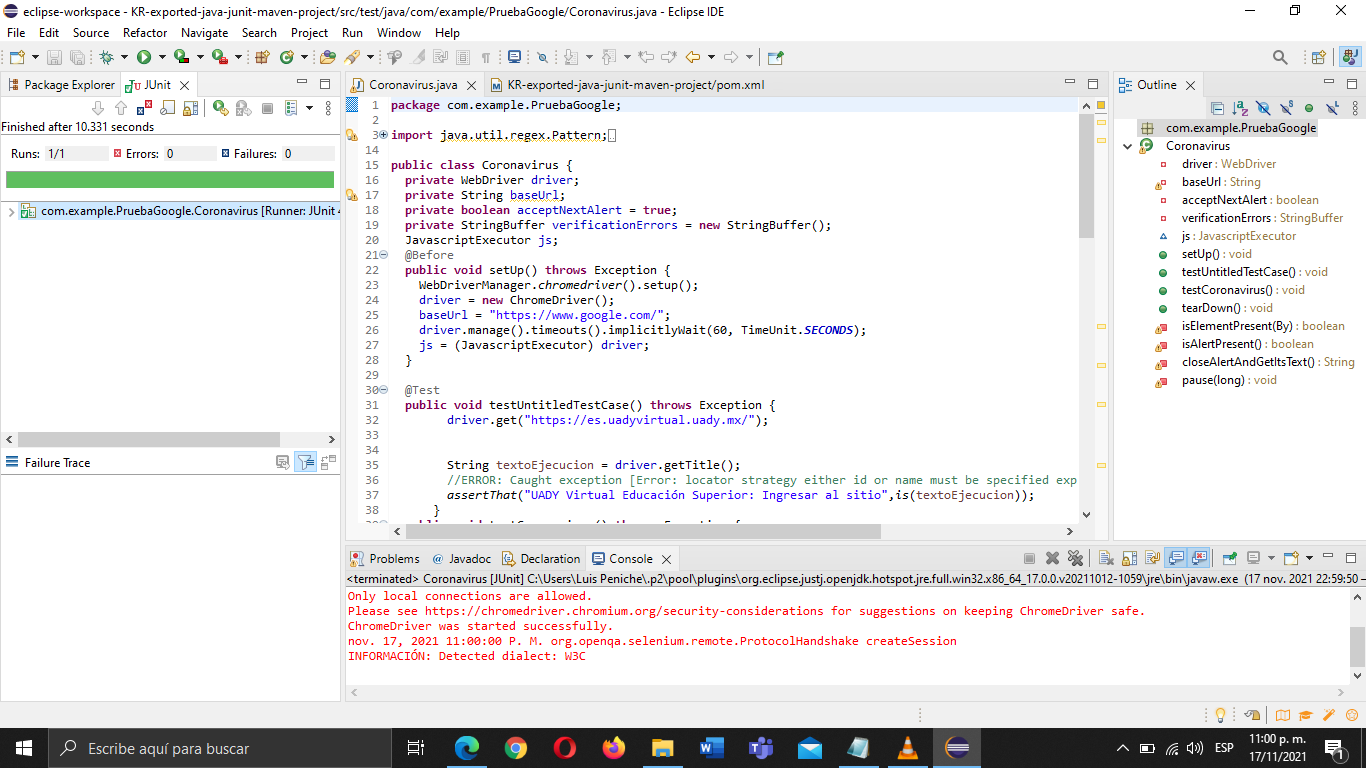 eclipse-workspace - KR-exported-java-junit-maven-project/src/test/java/com/example/PruebaGoogle/Coronavirus.java - Eclipse IDE
File Edit Source Refactor Navigate Search Project Run Window Help
Package Explorer JUnit
Finished after 10.331 seconds
Runs: 1/1 Errors: 0 Failures: 0
com.example.PruebaGoogle.Coronavirus [Runner: JUnit 4
Failure Trace
Coronavirus.java KR-exported-java-junit-maven-project/pom.xml
1 package com.example.PruebaGoogle;
2
3 import java.util.regex.Pattern;
14
15 public class Coronavirus {
16 private WebDriver driver;
17 private String baseUrl;
18 private boolean acceptNextAlert = true;
19 private StringBuffer verificationErrors = new StringBuffer();
20 JavascriptExecutor js;
21 @Before
22 public void setUp() throws Exception {
23 WebDriverManager.chromedriver().setup();
24 driver = new ChromeDriver();
25 baseUrl = "https://www.google.com/";
26 driver.manage().timeouts().implicitlyWait(60, TimeUnit.SECONDS);
27 js = (JavascriptExecutor) driver;
28 }
29
30 @Test
31 public void testUntitledTestCase() throws Exception {
32 driver.get("https://es.uadyvirtual.uady.mx/");
33
34
35 String textoEjecucion = driver.getTitle();
36 //ERROR: Caught exception [Error: locator strategy either id or name must be specified exp
37 assertThat("UADY Virtual Educación Superior: Ingresar al sitio",is(textoEjecucion));
38 }
Outline
com.example.PruebaGoogle
Coronavirus
driver : WebDriver
baseUrl : String
acceptNextAlert : boolean
verificationErrors : StringBuffer
js : JavascriptExecutor
setUp() : void
testUntitledTestCase() : void
testCoronavirus() : void
tearDown() : void
isElementPresent(By) : boolean
isAlertPresent() : boolean
closeAlertAndGetItsText() : String
pause(long) : void
Problems Javadoc Declaration Console
<terminated> Coronavirus [JUnit] C:\Users\Luis Peniche\.p2\pool\plugins\org.eclipse.justj.openjdk.hotspot.jre.full.win32.x86_64_17.0.0.v20211012-1059\jre\bin\javaw.exe (17 nov. 2021 22:59:50 –
Only local connections are allowed.
Please see https://chromedriver.chromium.org/security-considerations for suggestions on keeping ChromeDriver safe.
ChromeDriver was started successfully.
nov. 17, 2021 11:00:00 P. M. org.openqa.selenium.remote.ProtocolHandshake createSession
INFORMACIÓN: Detected dialect: W3C
Escribe aquí para buscar
ESP
11:00 p. m.
17/11/2021
1